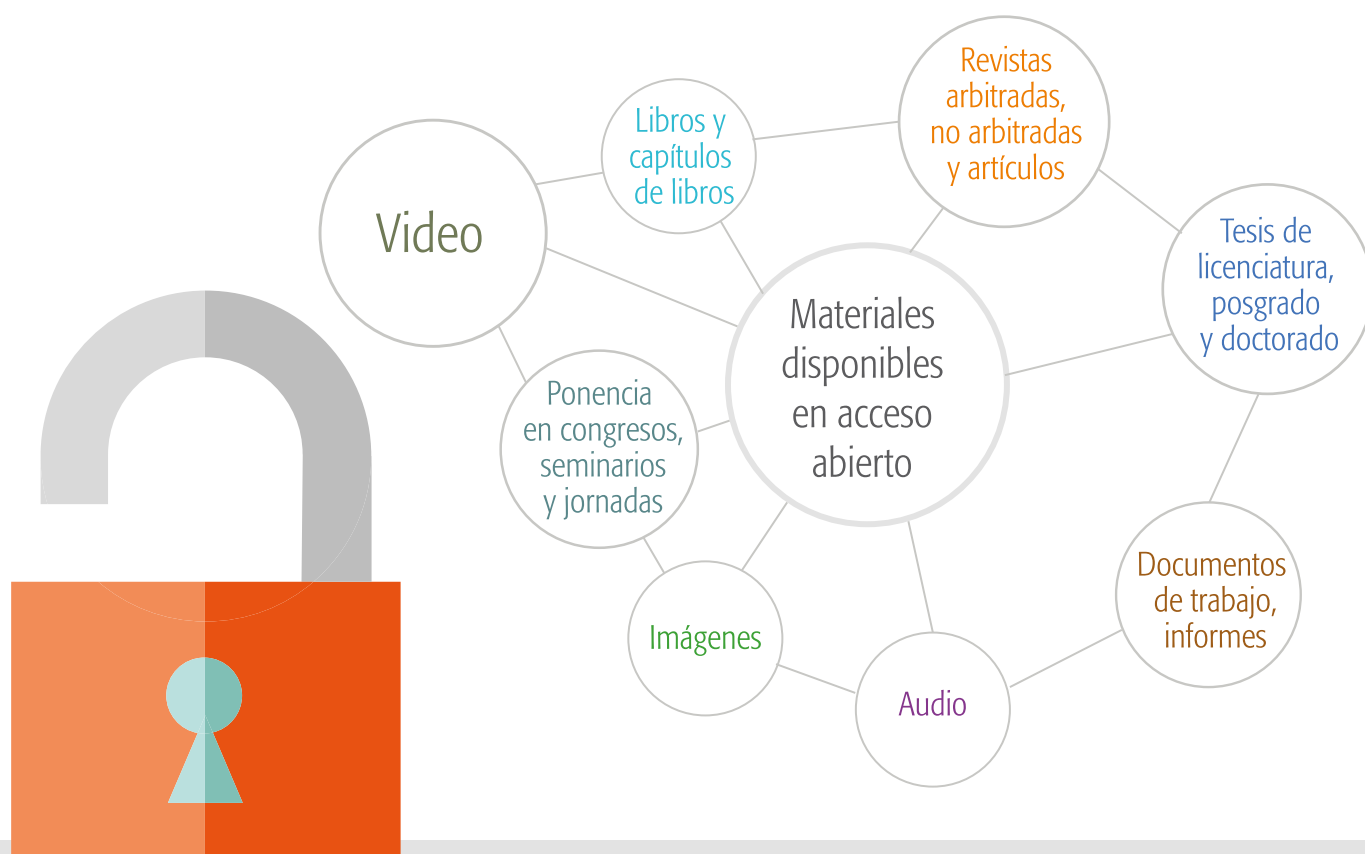 Revistas
arbitradas,
no arbitradas
y artículos
Libros y
capítulos
de libros
Video
Tesis de
licenciatura,
posgrado
y doctorado
Materiales
disponibles
en acceso
abierto
Ponencia
en congresos,
seminarios
y jornadas
Documentos
de trabajo,
informes
Imágenes
Audio